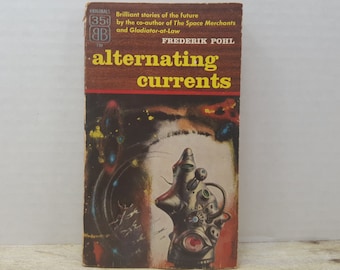 35¢
BB
Brilliant stories of the future
by the co-author of The Space Merchants
and Gladiator-at-Law
FREDERIK POHL
alternating
currents